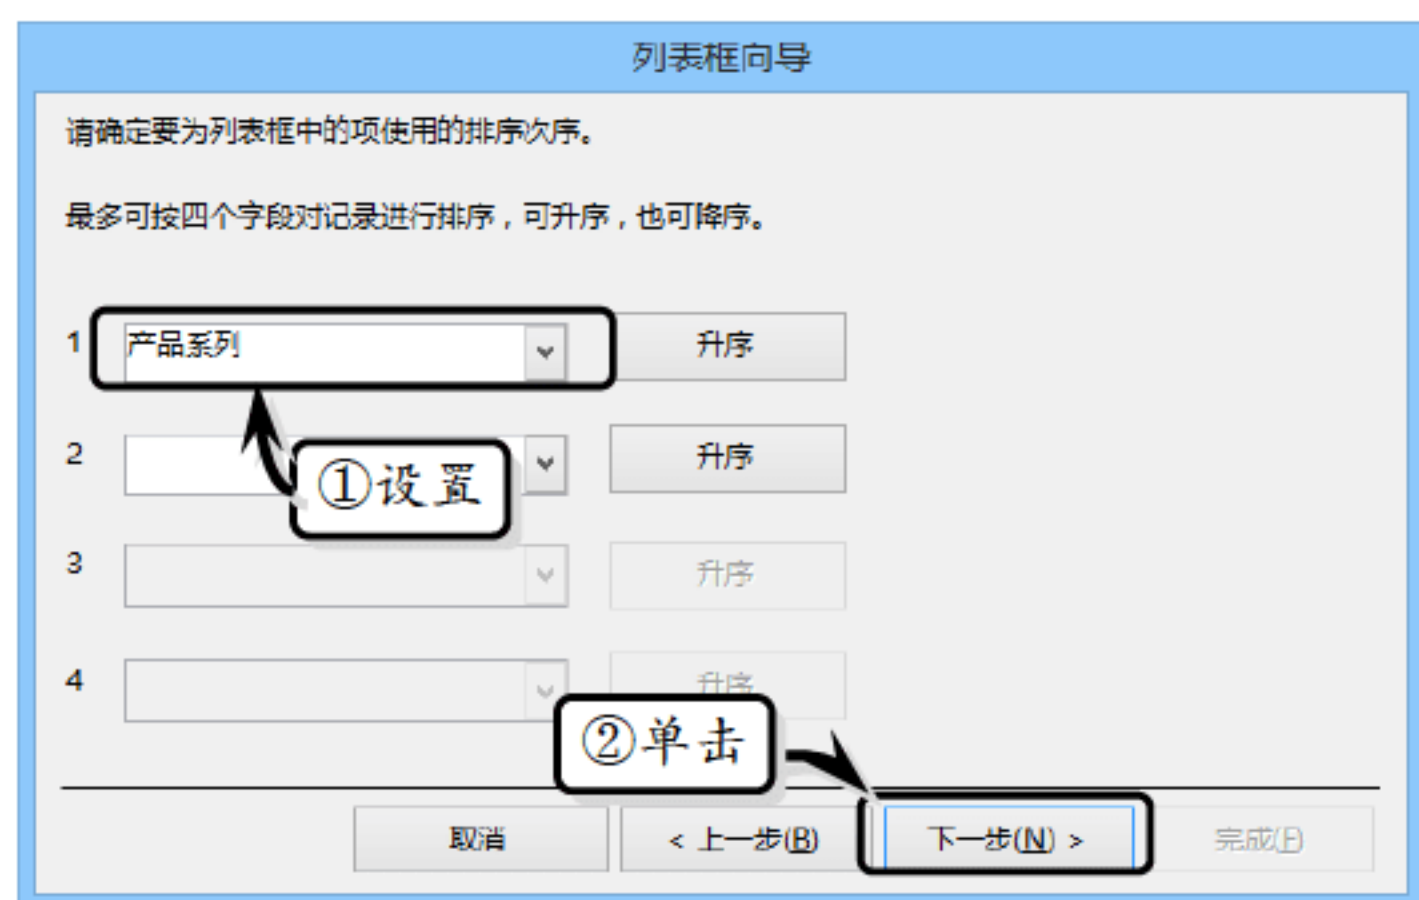 列表框向导
请确定要为列表框中的项使用的排序次序。
最多可按四个字段对记录进行排序，可升序，也可降序。
1 产品系列 升序
2 升序
①设置
3 升序
4 升序
②单击
取消 < 上一步(B) 下一步(N) > 完成(F)